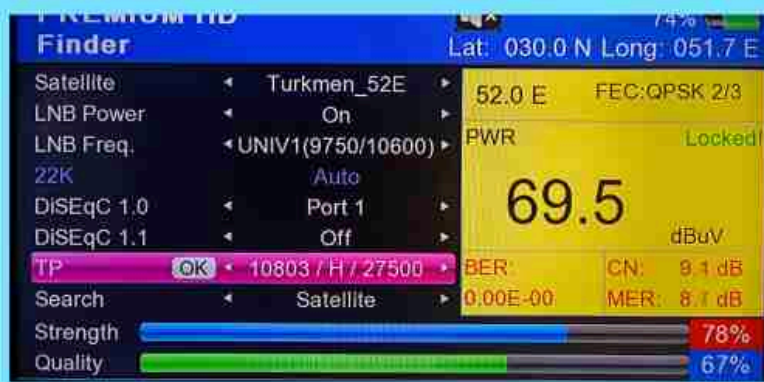 PREMIUM HD
74%
Finder
Lat: 030.0 N Long: 051.7 E
Satellite Turkmen_52E
LNB Power On
LNB Freq. UNIV1(9750/10600)
22K Auto
DiSEqC 1.0 Port 1
DiSEqC 1.1 Off
TP OK 10803 / H / 27500
Search Satellite
52.0 E FEC:QPSK 2/3
PWR Locked!
69.5
dBuV
BER: CN: 9.1 dB
0.00E-00 MER: 8.7 dB
Strength 78%
Quality 67%